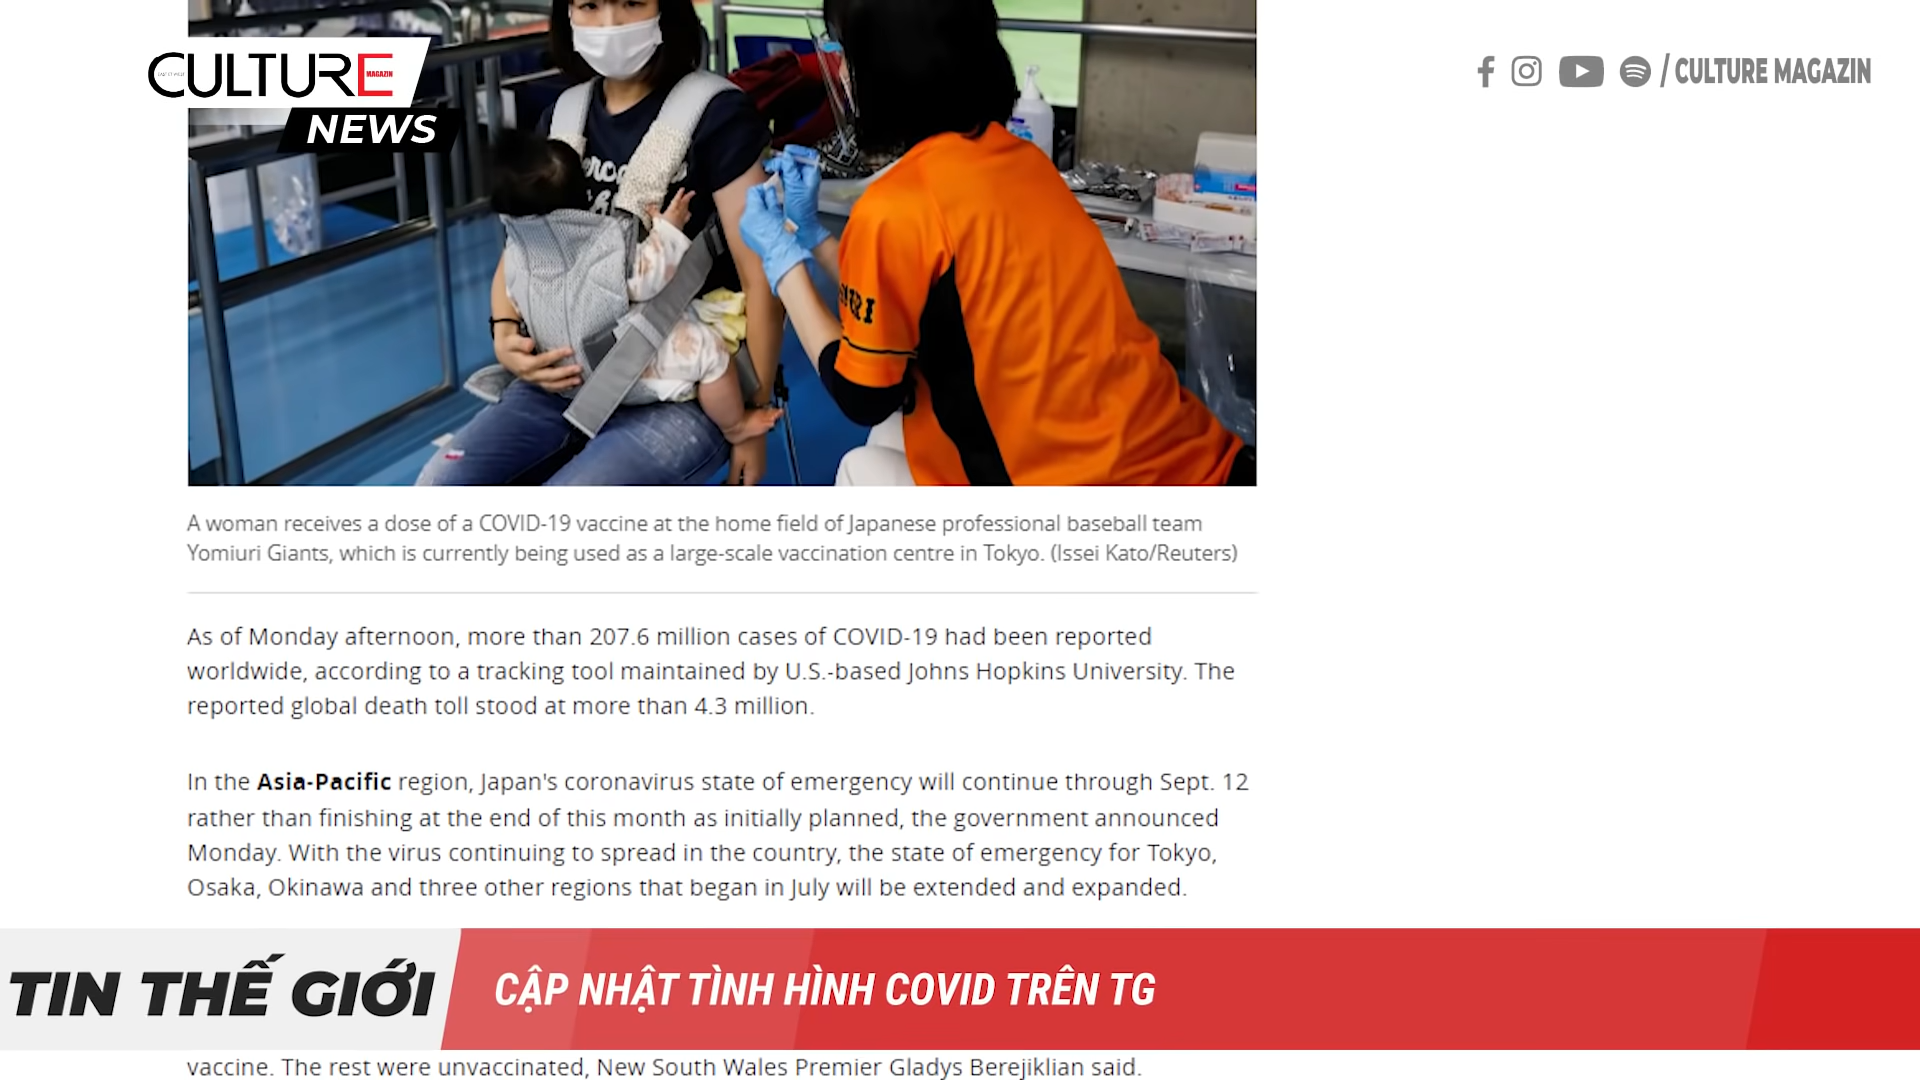 CULTURE
MAGAZIN
NEWS
/ CULTURE MAGAZIN
A woman receives a dose of a COVID-19 vaccine at the home field of Japanese professional baseball team
Yomiuri Giants, which is currently being used as a large-scale vaccination centre in Tokyo. (Issei Kato/Reuters)
As of Monday afternoon, more than 207.6 million cases of COVID-19 had been reported
worldwide, according to a tracking tool maintained by U.S.-based Johns Hopkins University. The
reported global death toll stood at more than 4.3 million.
In the Asia-Pacific region, Japan's coronavirus state of emergency will continue through Sept. 12
rather than finishing at the end of this month as initially planned, the government announced
Monday. With the virus continuing to spread in the country, the state of emergency for Tokyo,
Osaka, Okinawa and three other regions that began in July will be extended and expanded.
TIN THẾ GIỚI
CẬP NHẬT TÌNH HÌNH COVID TRÊN TG
vaccine. The rest were unvaccinated, New South Wales Premier Gladys Berejiklian said.